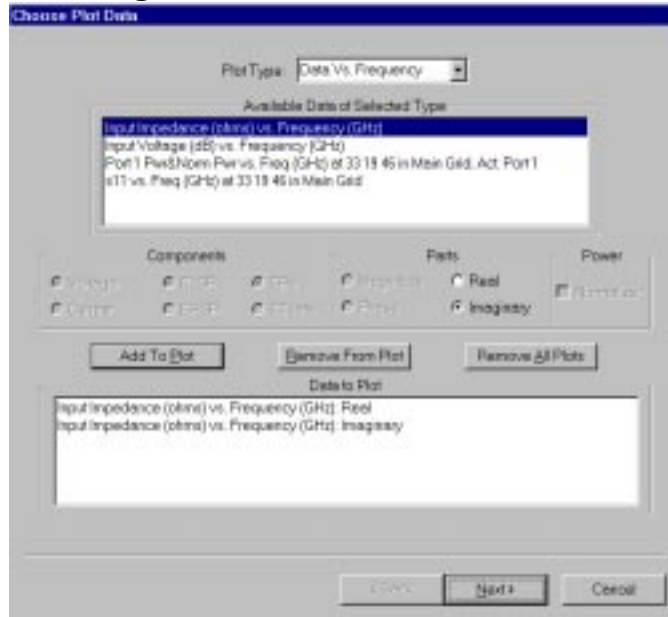 Choose Plot Data
Plot Type: Data Vs. Frequency
Available Data of Selected Type
Input Impedance (ohms) vs. Frequency (GHz)
Input Voltage (dB) vs. Frequency (GHz)
Port 1 Pwr&Norm Pwr vs. Freq (GHz) at 33 19 46 in Main Grid, Act. Port 1
s11 vs. Freq (GHz) at 33 19 46 in Main Grid
Components Parts Power
Real
Imaginary
Add To Plot Remove From Plot Remove All Plots
Data to Plot
Input Impedance (ohms) vs. Frequency (GHz): Real
Input Impedance (ohms) vs. Frequency (GHz): Imaginary
Next > Cancel